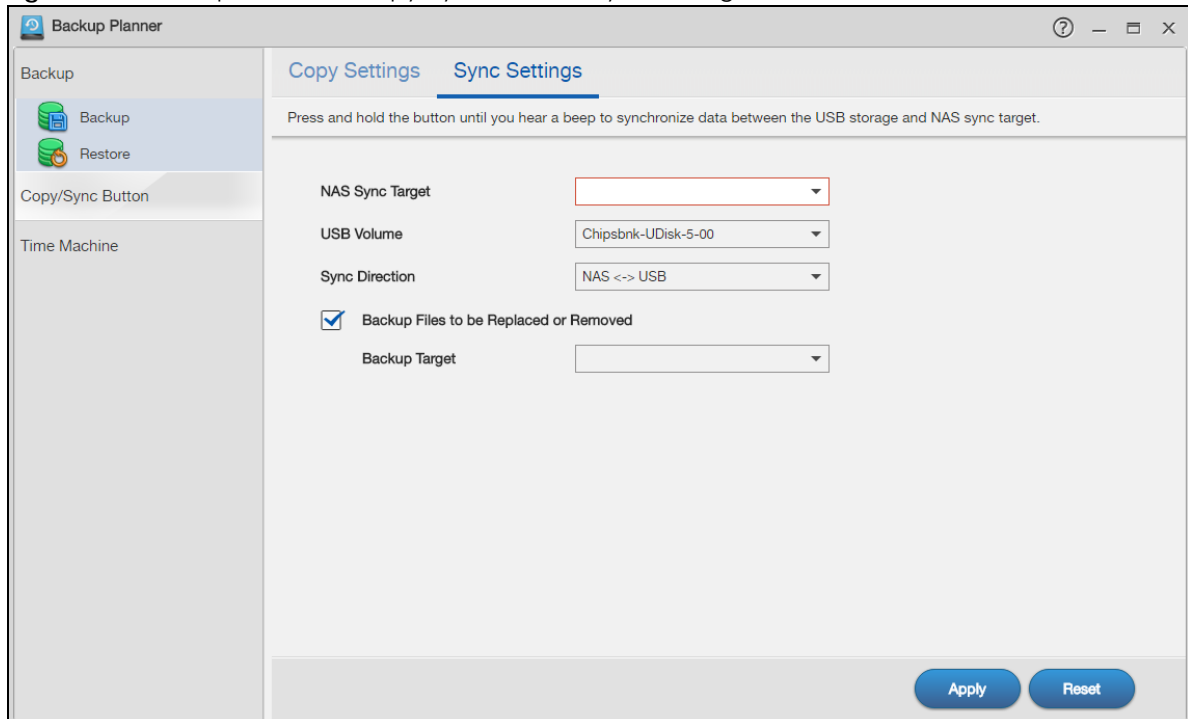 Backup Planner
Backup
Backup
Restore
Copy/Sync Button
Time Machine
Copy Settings Sync Settings
Press and hold the button until you hear a beep to synchronize data between the USB storage and NAS sync target.
NAS Sync Target
USB Volume Chipsbnk-UDisk-5-00
Sync Direction NAS <-> USB
Backup Files to be Replaced or Removed
Backup Target
Apply Reset